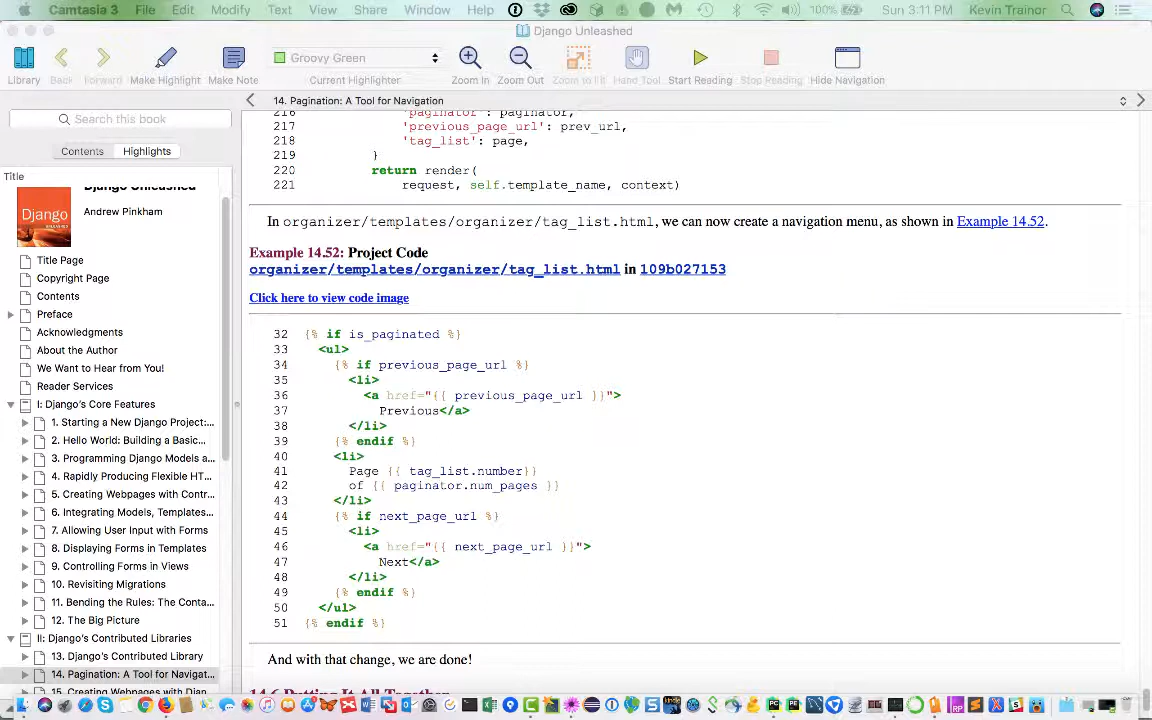 Camtasia 3 File Edit Modify Text View Share Window Help 100% Sun 3:11 PM Kevin Trainor
Django Unleashed
Groovy Green
Library Back Forward Make Highlight Make Note Current Highlighter Zoom In Zoom Out Zoom to Fit Hand Tool Start Reading Stop Reading Hide Navigation
14. Pagination: A Tool for Navigation
Search this book
Contents Highlights
Title
Django Unleashed
Django
Andrew Pinkham
Title Page
Copyright Page
Contents
Preface
Acknowledgments
About the Author
We Want to Hear from You!
Reader Services
I: Django's Core Features
1. Starting a New Django Project:...
2. Hello World: Building a Basic...
3. Programming Django Models a...
4. Rapidly Producing Flexible HT...
5. Creating Webpages with Contr...
6. Integrating Models, Templates...
7. Allowing User Input with Forms
8. Displaying Forms in Templates
9. Controlling Forms in Views
10. Revisiting Migrations
11. Bending the Rules: The Conta...
12. The Big Picture
II: Django's Contributed Libraries
13. Django's Contributed Library
14. Pagination: A Tool for Navigat...
15. Creating Webpages with Djan
216 'paginator': paginator,
217 'previous_page_url': prev_url,
218 'tag_list': page,
219 }
220 return render(
221 request, self.template_name, context)
In organizer/templates/organizer/tag_list.html, we can now create a navigation menu, as shown in Example 14.52.
Example 14.52: Project Code
organizer/templates/organizer/tag_list.html in 109b027153
Click here to view code image
32 {% if is_paginated %}
33 <ul>
34 {% if previous_page_url %}
35 <li>
36 <a href="{{ previous_page_url }}">
37 Previous</a>
38 </li>
39 {% endif %}
40 <li>
41 Page {{ tag_list.number}}
42 of {{ paginator.num_pages }}
43 </li>
44 {% if next_page_url %}
45 <li>
46 <a href="{{ next_page_url }}">
47 Next</a>
48 </li>
49 {% endif %}
50 </ul>
51 {% endif %}
And with that change, we are done!
14.6 Putting It All Together